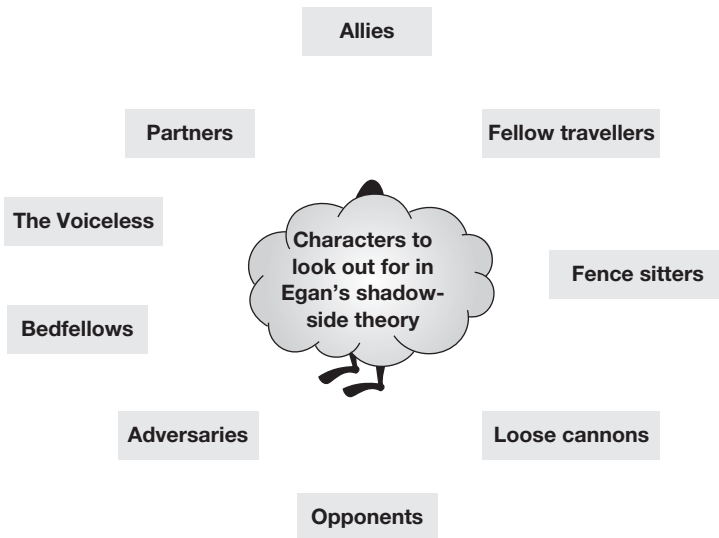 Allies
Partners
Fellow travellers
The Voiceless
Characters to
look out for in
Egan's shadow-
side theory
Fence sitters
Bedfellows
Adversaries
Loose cannons
Opponents